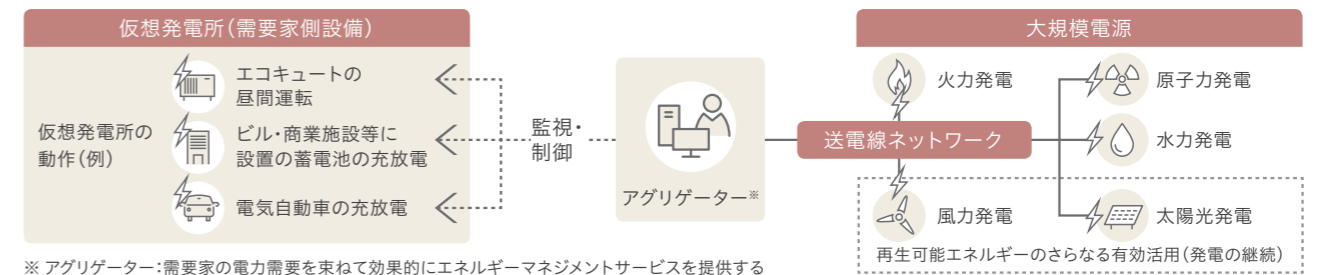 仮想発電所(需要家側設備)
仮想発電所の
動作(例)
エコキュートの
昼間運転
ビル・商業施設等に
設置の蓄電池の充放電
電気自動車の充放電
監視・
制御
アグリゲーター※
大規模電源
送電線ネットワーク
火力発電
原子力発電
水力発電
風力発電
太陽光発電
再生可能エネルギーのさらなる有効活用(発電の継続)
※ アグリゲーター:需要家の電力需要を束ねて効果的にエネルギーマネジメントサービスを提供する